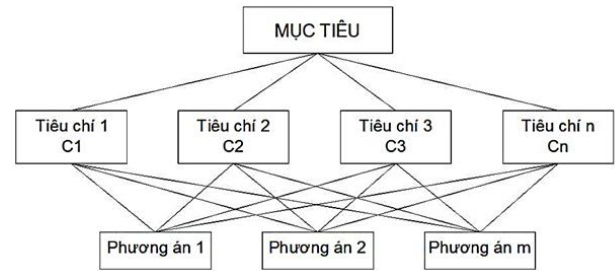 MỤC TIÊU
Tiêu chí 1
C1
Tiêu chí 2
C2
Tiêu chí 3
C3
Tiêu chí n
Cn
Phương án 1
Phương án 2
Phương án m